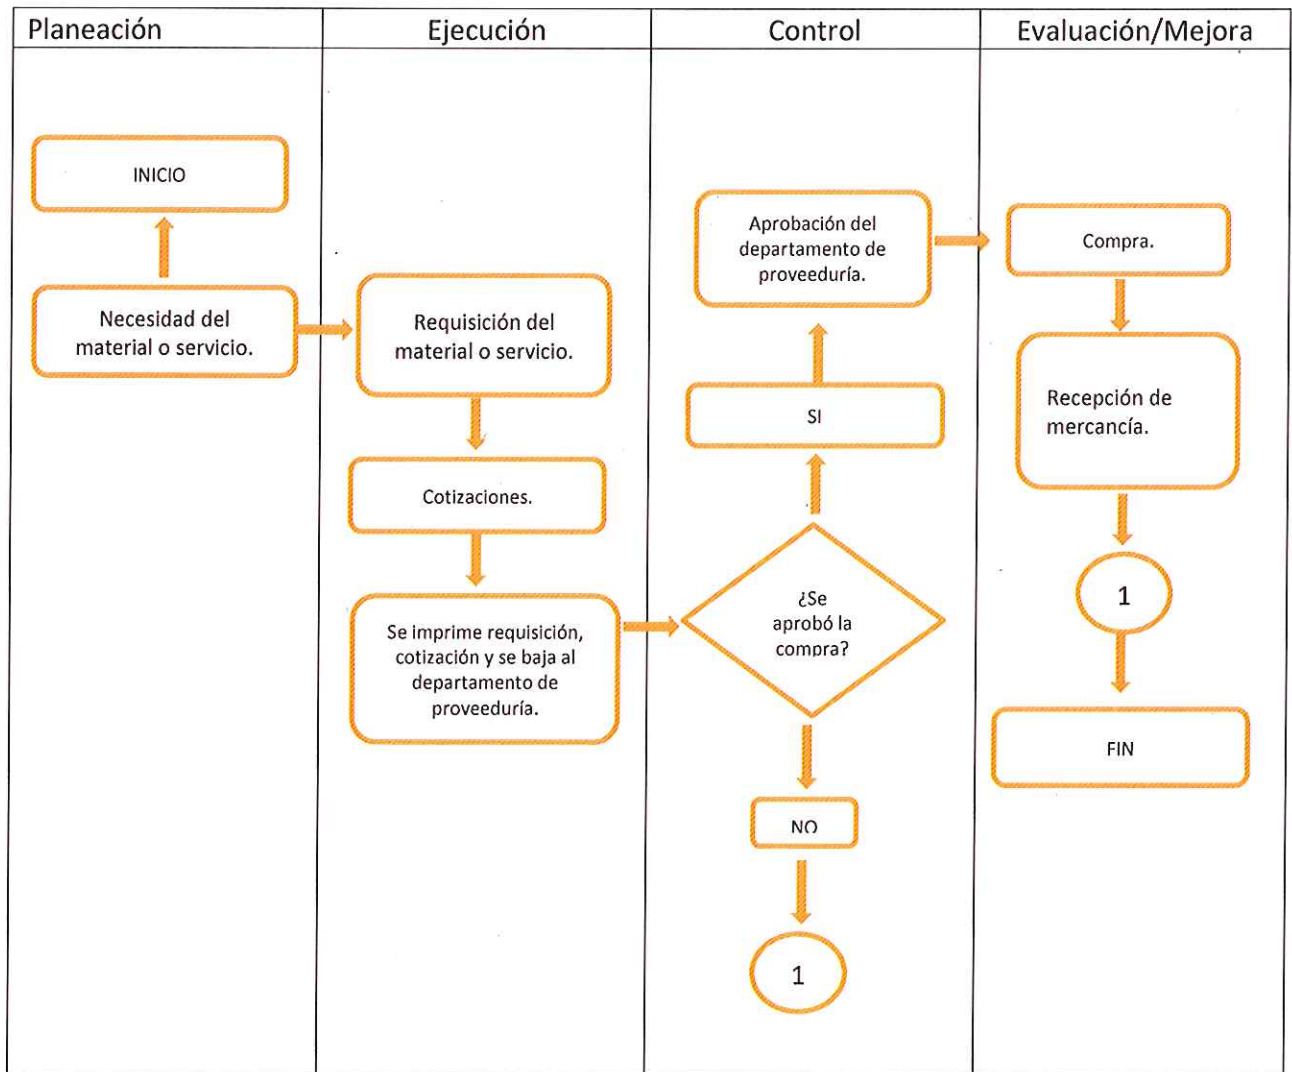 Planeación
Ejecución
Control
Evaluación/Mejora
INICIO
Necesidad del
material o servicio.
Requisición del
material o servicio.
Cotizaciones.
Se imprime requisición,
cotización y se baja al
departamento de
proveeduría.
Aprobación del
departamento de
proveeduría.
SI
¿Se
aprobó la
compra?
NO
1
Compra.
Recepción de
mercancía.
1
FIN